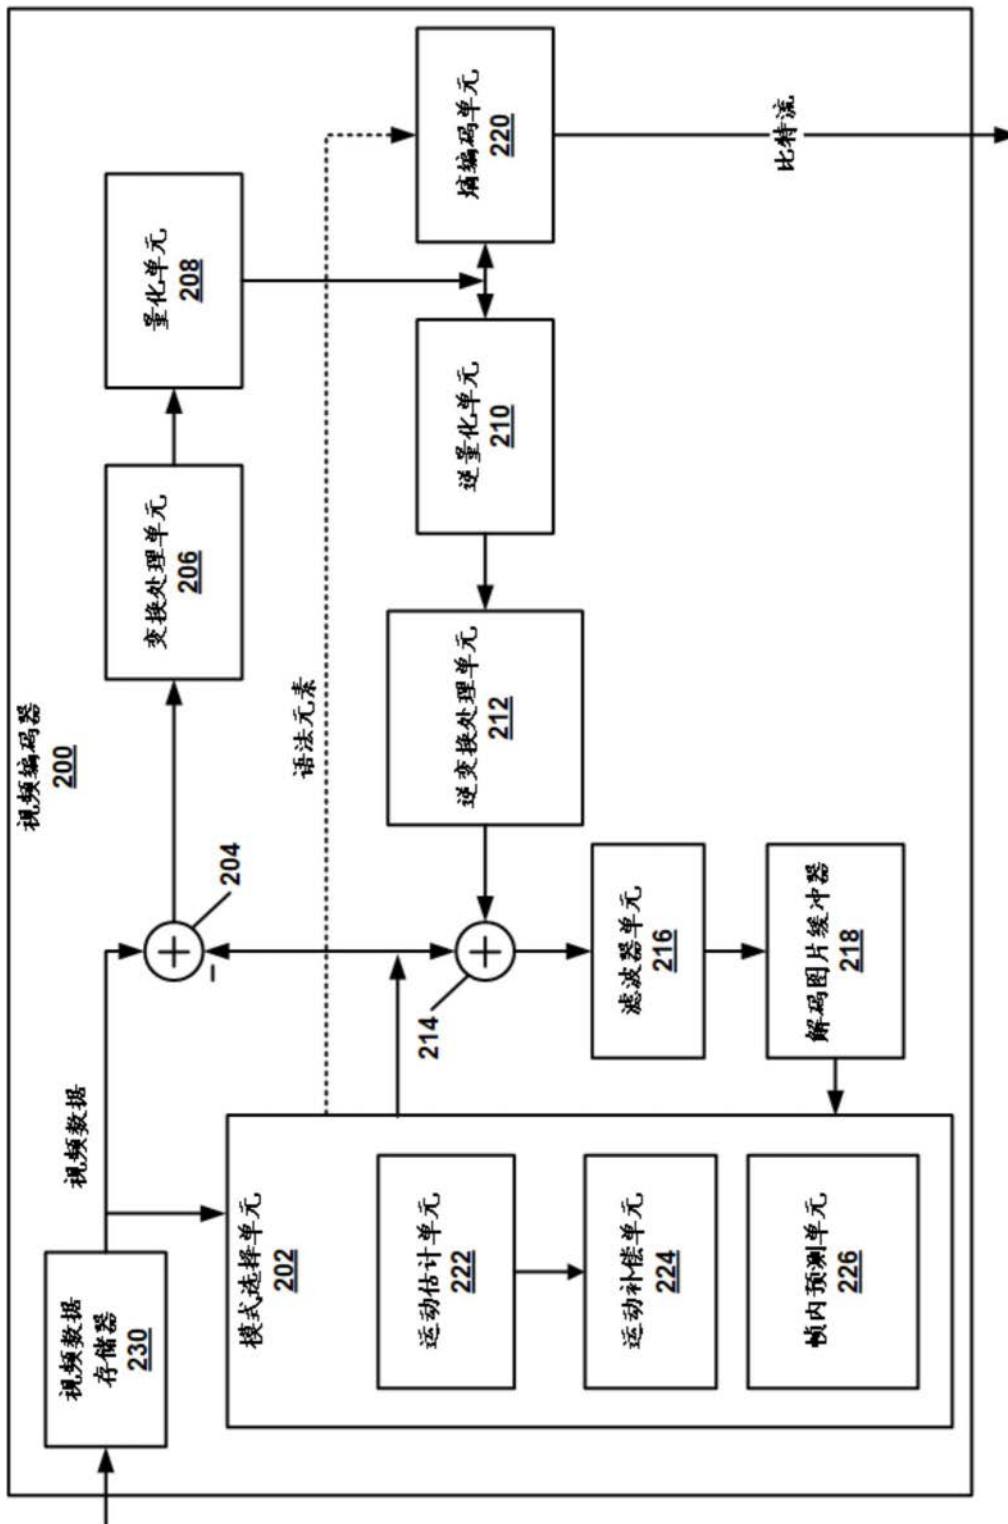 视频编码器
200
视频数据
存储器
230
视频数据
204
-
变换处理单元
206
量化单元
208
语法元素
模式选择单元
202
运动估计单元
222
运动补偿单元
224
帧内预测单元
226
214
逆变换处理单元
212
逆量化单元
210
熵编码单元
220
滤波器单元
216
解码图片缓冲器
218
比特流